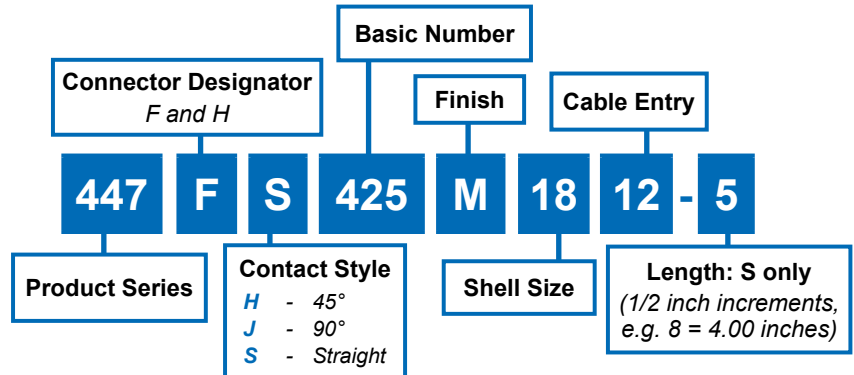 Basic Number
Connector Designator
F and H
Finish
Cable Entry
447 F S 425 M 18 12 - 5
Product Series
Contact Style
H - 45°
J - 90°
S - Straight
Shell Size
Length: S only
(1/2 inch increments,
e.g. 8 = 4.00 inches)